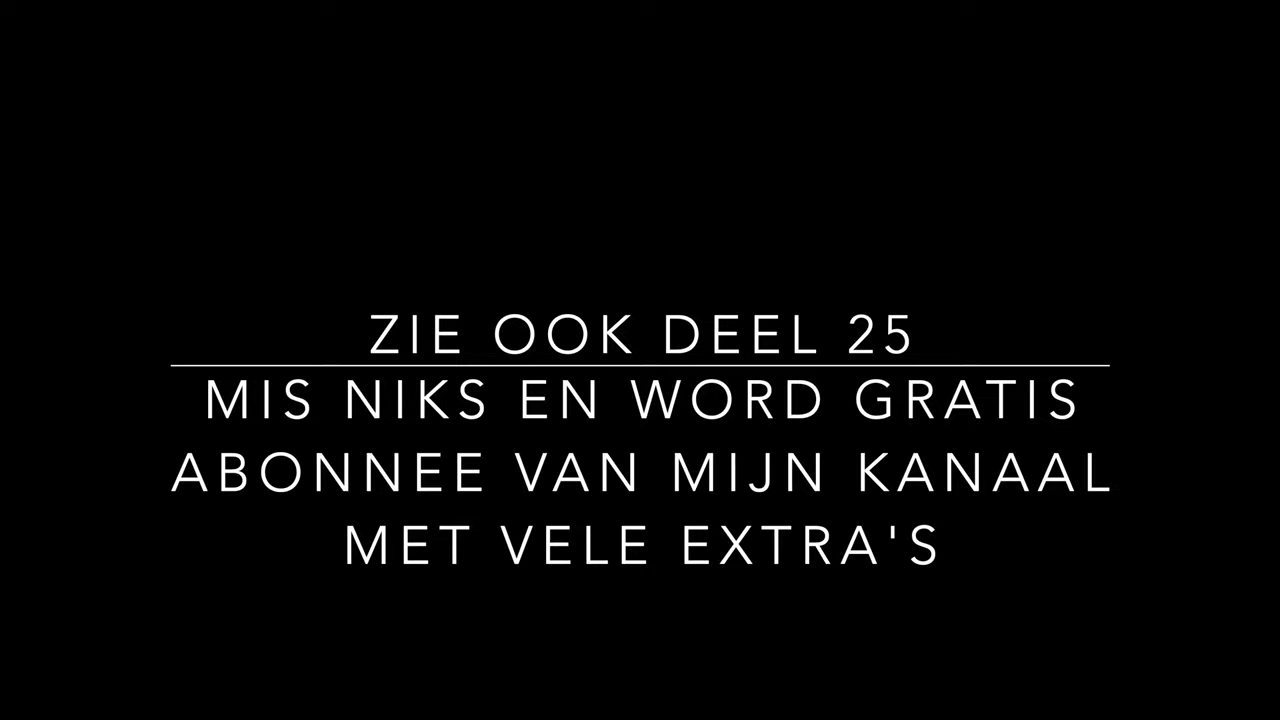 ZIE OOK DEEL 25
MIS NIKS EN WORD GRATIS
ABONNEE VAN MIJN KANAAL
MET VELE EXTRA'S